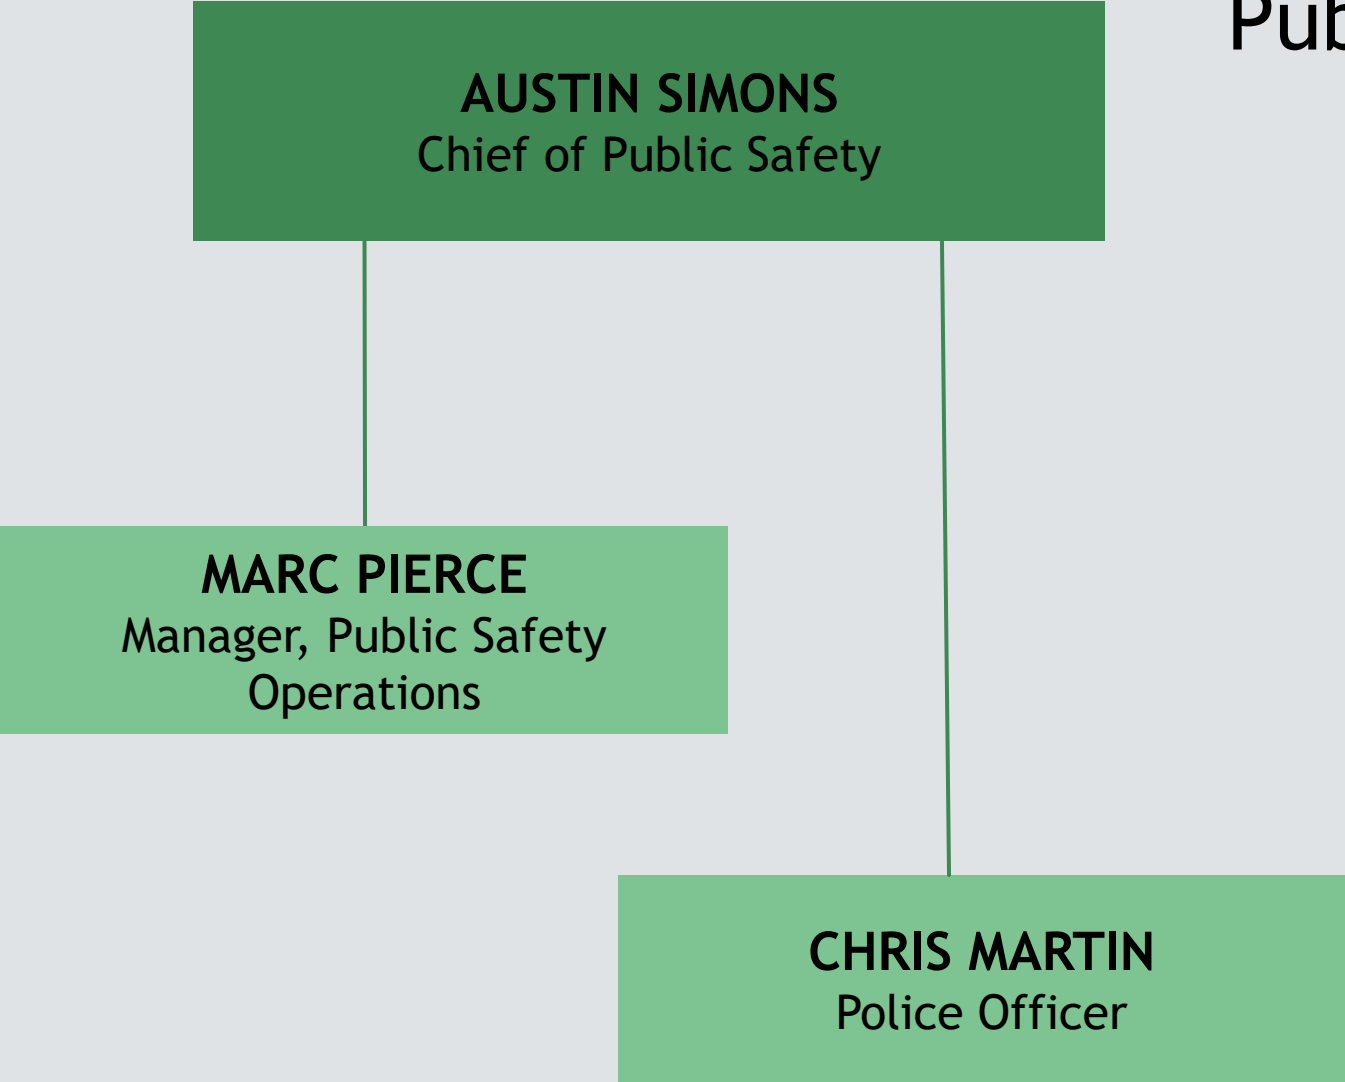 AUSTIN SIMONS
Chief of Public Safety
MARC PIERCE
Manager, Public Safety
Operations
CHRIS MARTIN
Police Officer